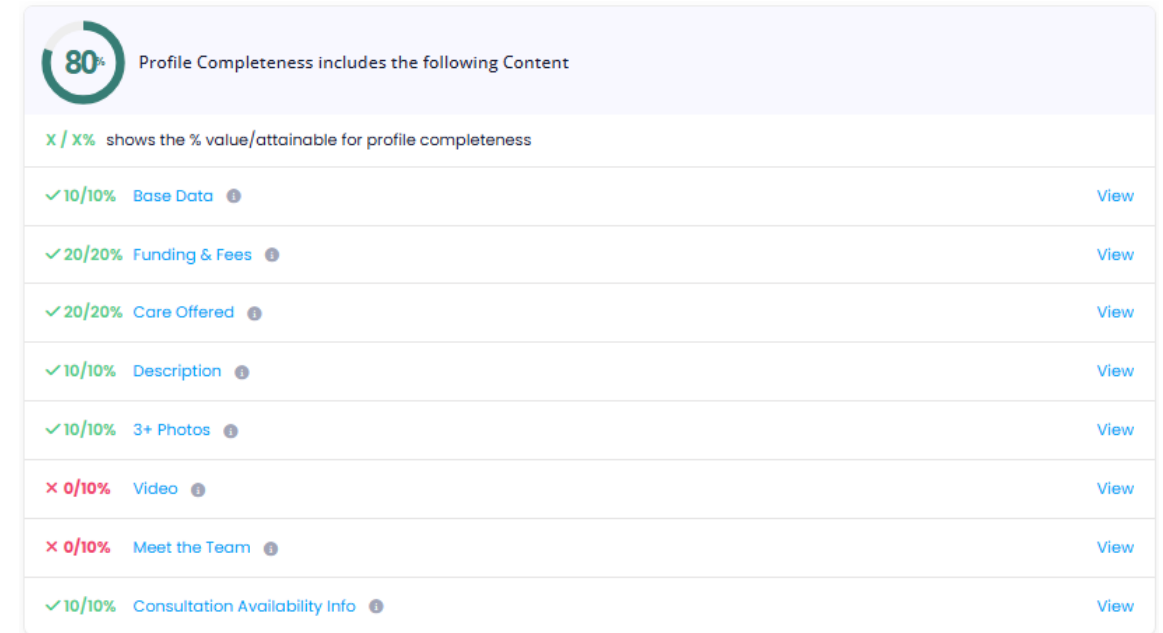 80% Profile Completeness includes the following Content
X / X% shows the % value/attainable for profile completeness
10/10% Base Data View
20/20% Funding & Fees View
20/20% Care Offered View
10/10% Description View
10/10% 3+ Photos View
0/10% Video View
0/10% Meet the Team View
10/10% Consultation Availability Info View